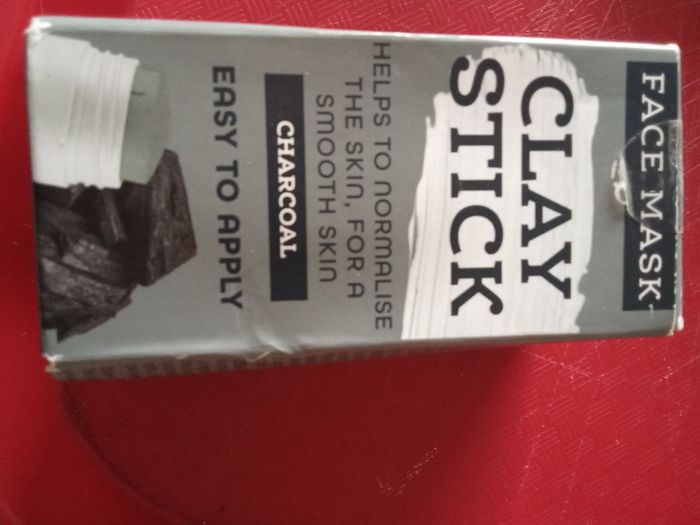 FACE MASK
CLAY
STICK
HELPS TO NORMALISE
THE SKIN, FOR A
SMOOTH SKIN
CHARCOAL
EASY TO APPLY